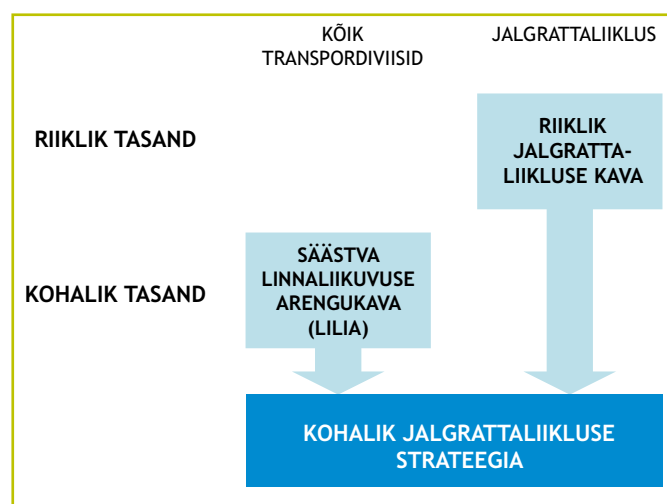 KÕIK
TRANSPORDIVIISID
JALGRATTALIIKLUS
RIIKLIK TASAND
RIIKLIK
JALGRATTA-
LIIKLUSE KAVA
KOHALIK TASAND
SÄÄSTVA
LINNALIIKUVUSE
ARENGUKAVA
(LILIA)
KOHALIK JALGRATTALIIKLUSE
STRATEEGIA